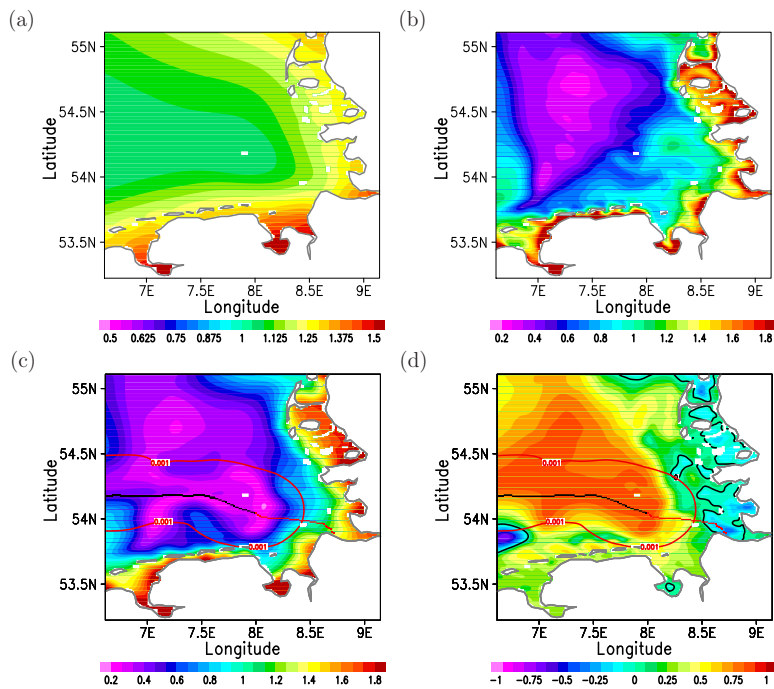 (a)
(b)
55N
54.5N
54N
53.5N
Latitude
7E 7.5E 8E 8.5E 9E
Longitude
0.5 0.625 0.75 0.875 1 1.125 1.25 1.375 1.5
55N
54.5N
54N
53.5N
Latitude
7E 7.5E 8E 8.5E 9E
Longitude
0.2 0.4 0.6 0.8 1 1.2 1.4 1.6 1.8
(c)
(d)
55N
54.5N
54N
53.5N
Latitude
0.001
0.001
0.001
7E 7.5E 8E 8.5E 9E
Longitude
0.2 0.4 0.6 0.8 1 1.2 1.4 1.6 1.8
55N
54.5N
54N
53.5N
Latitude
0.001
0
0.001
0.001
7E 7.5E 8E 8.5E 9E
Longitude
-1 -0.75 -0.5 -0.25 0 0.25 0.5 0.75 1